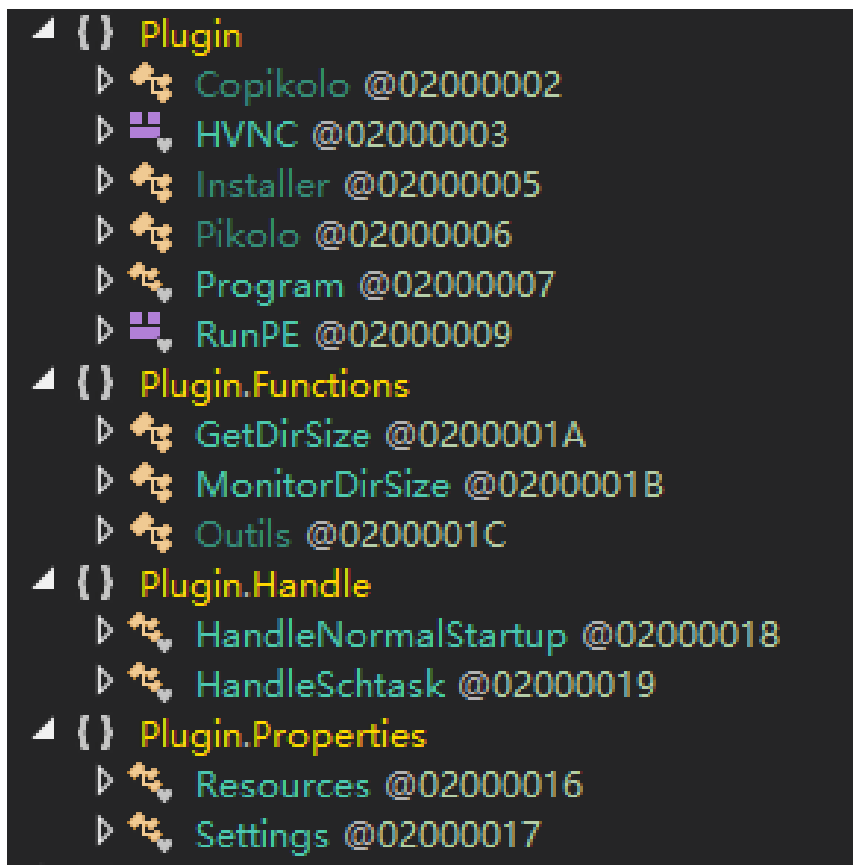 { } Plugin
Copikolo @02000002
HVNC @02000003
Installer @02000005
Pikolo @02000006
Program @02000007
RunPE @02000009
{ } Plugin.Functions
GetDirSize @0200001A
MonitorDirSize @0200001B
Outils @0200001C
{ } Plugin.Handle
HandleNormalStartup @02000018
HandleSchtask @02000019
{ } Plugin.Properties
Resources @02000016
Settings @02000017